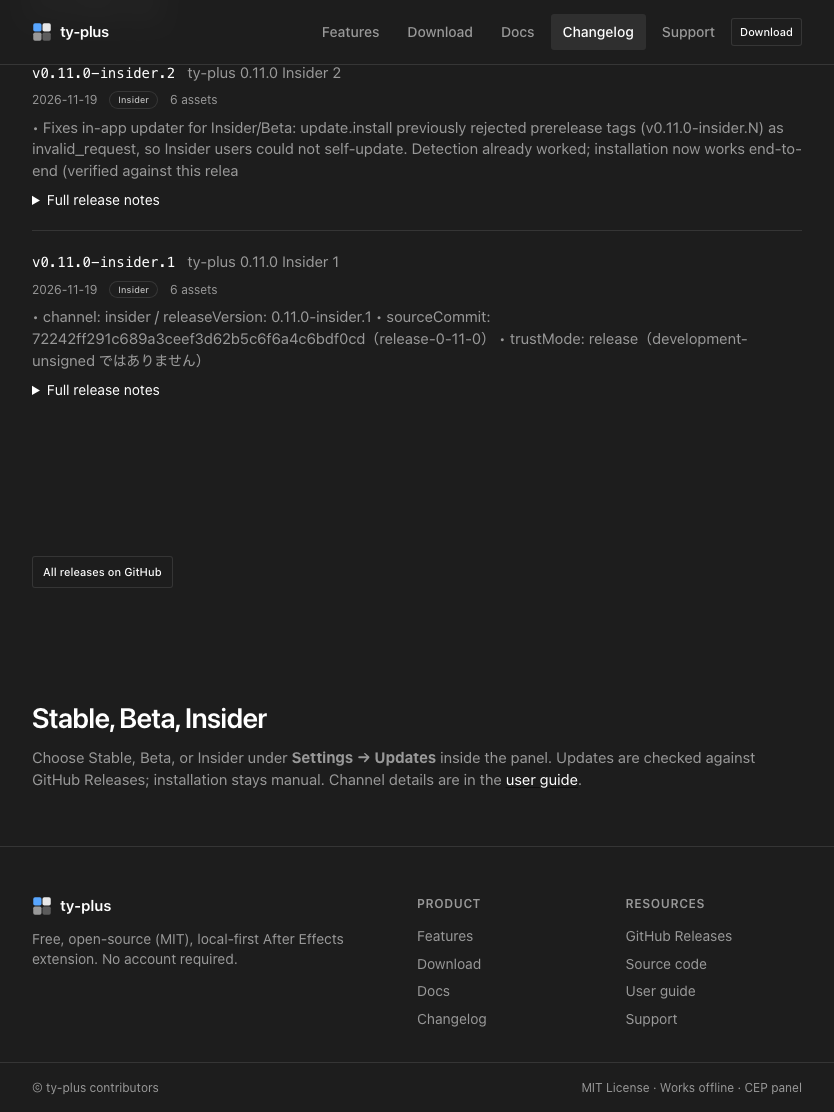 ty-plus
Features
Download
Docs
Changelog
Support
Download
v0.11.0-insider.2 ty-plus 0.11.0 Insider 2
2026-11-19 Insider 6 assets
• Fixes in-app updater for Insider/Beta: update.install previously rejected prerelease tags (v0.11.0-insider.N) as
invalid_request, so Insider users could not self-update. Detection already worked; installation now works end-to-
end (verified against this relea
▶ Full release notes
v0.11.0-insider.1 ty-plus 0.11.0 Insider 1
2026-11-19 Insider 6 assets
• channel: insider / releaseVersion: 0.11.0-insider.1 • sourceCommit:
72242ff291c689a3ceef3d62b5c6f6a4c6bdf0cd（release-0-11-0） • trustMode: release（development-
unsigned ではありません）
▶ Full release notes
All releases on GitHub
Stable, Beta, Insider
Choose Stable, Beta, or Insider under Settings → Updates inside the panel. Updates are checked against
GitHub Releases; installation stays manual. Channel details are in the user guide.
ty-plus
Free, open-source (MIT), local-first After Effects
extension. No account required.
PRODUCT
Features
Download
Docs
Changelog
RESOURCES
GitHub Releases
Source code
User guide
Support
© ty-plus contributors
MIT License · Works offline · CEP panel